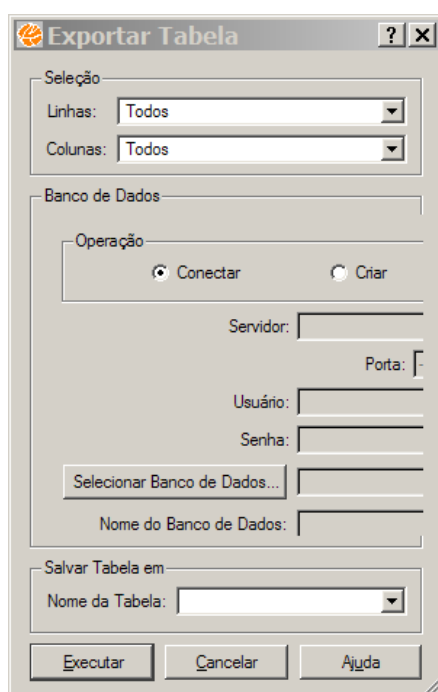 Exportar Tabela ? X
Seleção
Linhas: Todos
Colunas: Todos
Banco de Dados
Operação
Conectar Criar
Servidor:
Porta: -
Usuário:
Senha:
Selecionar Banco de Dados...
Nome do Banco de Dados:
Salvar Tabela em
Nome da Tabela:
Executar Cancelar Ajuda